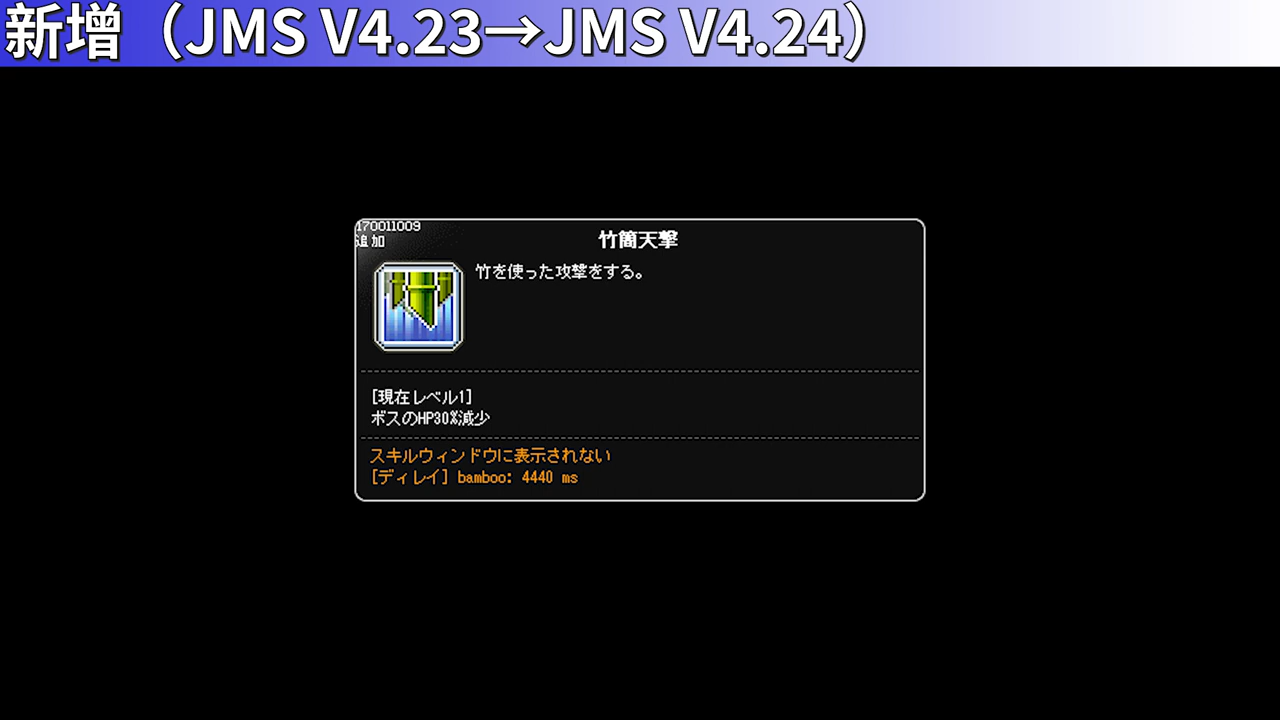 新增（JMS V4.23→JMS V4.24）
170011009
追加
竹筒天撃
竹を使った攻撃をする。
[現在レベル1]
ボスのHP30%減少
スキルウィンドウに表示されない
[ディレイ] bamboo: 4440 ms